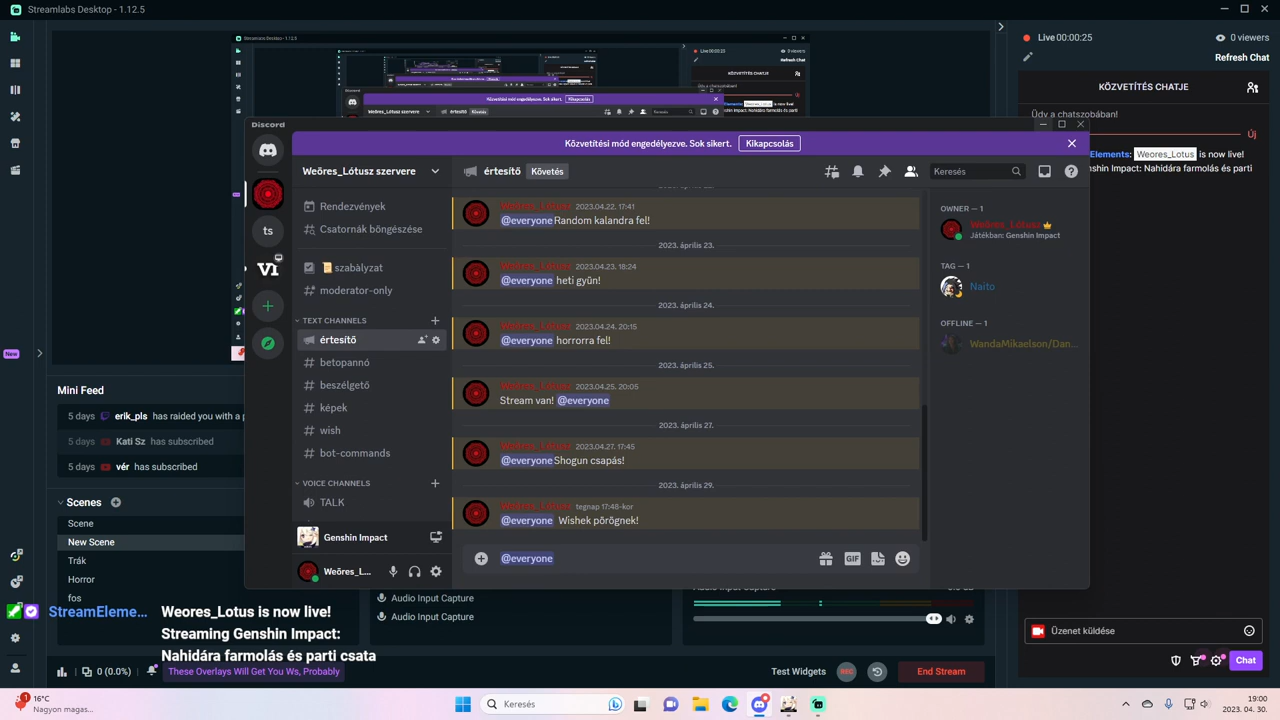 Streamlabs Desktop - 1.12.5
Live 00:00:25
0 viewers
Refresh Chat
KÖZVETÍTÉS CHATJE
Üdv a chatszobában!
Új
Elements: Weores_Lotus is now live!
Nahidára farmolás és parti
Discord
Közvetítési mód engedélyezve. Sok sikert. Kikapcsolás
Weöres_Lótusz szervere
értesítő Követés
Keresés
Rendezvények
Csatornák böngészése
szabályzat
moderator-only
TEXT CHANNELS
értesítő
betopannó
beszélgető
képek
wish
bot-commands
VOICE CHANNELS
TALK
Genshin Impact
Weöres_L...
ts
VI
Weöres_Lótusz 2023.04.22. 17:41
@everyone Random kalandra fel!
2023. április 23.
Weöres_Lótusz 2023.04.23. 18:24
@everyone heti gyűn!
2023. április 24.
Weöres_Lótusz 2023.04.24. 20:15
@everyone horrorra fel!
2023. április 25.
Weöres_Lótusz 2023.04.25. 20:05
Stream van! @everyone
2023. április 27.
Weöres_Lótusz 2023.04.27. 17:45
@everyone Shogun csapás!
2023. április 29.
Weöres_Lótusz tegnap 17:48-kor
@everyone Wishek pörögnek!
@everyone
GIF
OWNER — 1
Weöres_Lótusz
Játékban: Genshin Impact
TAG — 1
Naito
OFFLINE — 1
WandaMikaelson/Dan...
New
Mini Feed
5 days erik_pls has raided you with a p
5 days Kati Sz has subscribed
5 days vér has subscribed
Scenes
Scene
New Scene
Trák
Horror
fos
StreamEleme...
Weores_Lotus is now live!
Streaming Genshin Impact:
Nahidára farmolás és parti csata
Audio Input Capture
Audio Input Capture
0 (0.0%)
These Overlays Will Get You Ws, Probably
Test Widgets
REC
End Stream
Üzenet küldése
Chat
1
16°C
Nagyon magas...
Keresés
19:00
2023. 04. 30.